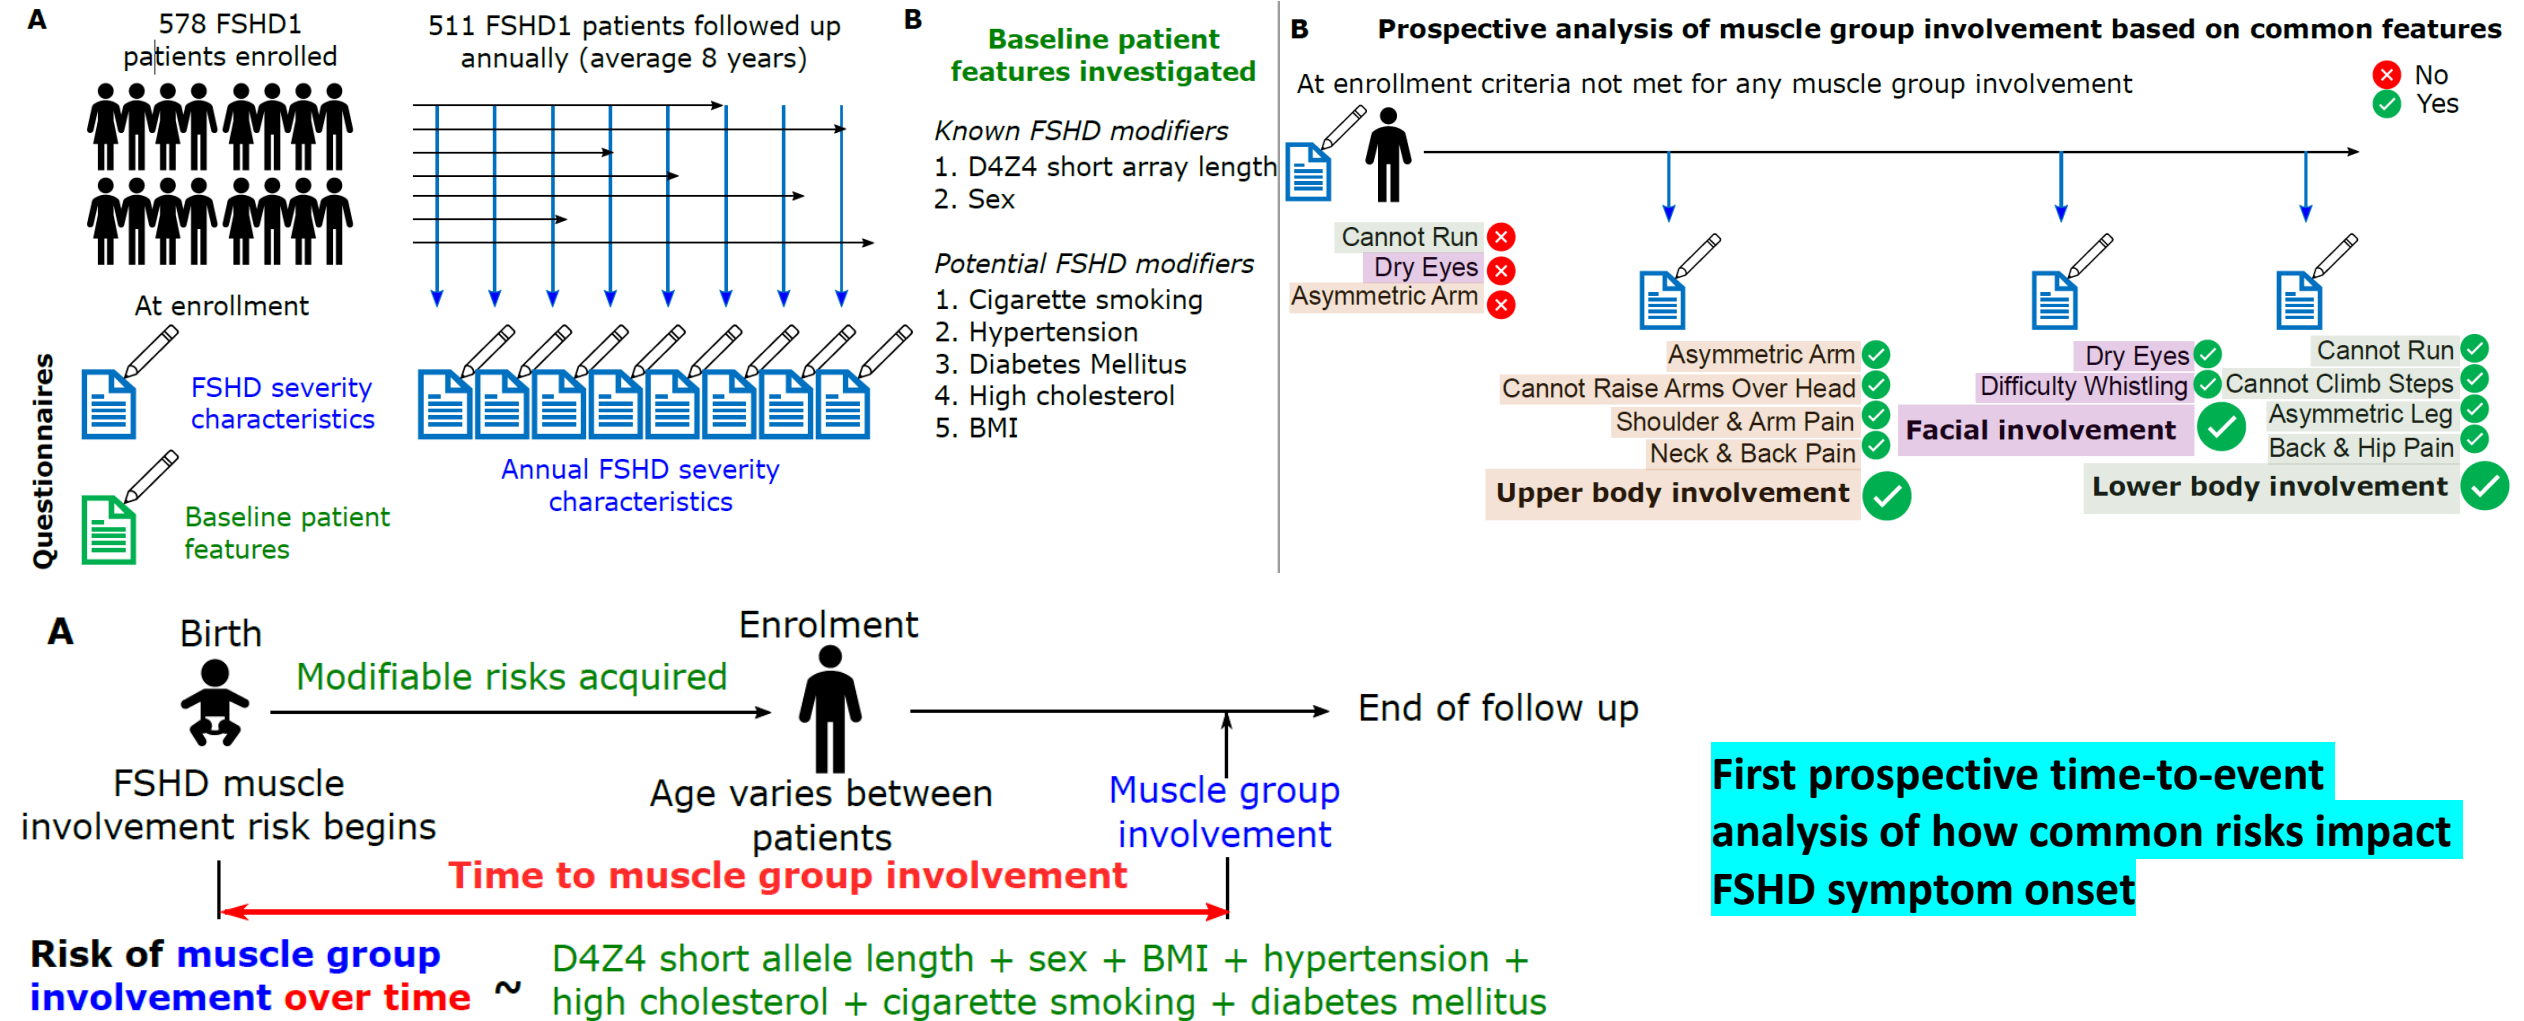 A
578 FSHD1
patients enrolled
At enrollment
Questionnaires
FSHD severity
characteristics
Baseline patient
features
511 FSHD1 patients followed up
annually (average 8 years)
Annual FSHD severity
characteristics
B
Baseline patient
features investigated
Known FSHD modifiers
1. D4Z4 short array length
2. Sex
Potential FSHD modifiers
1. Cigarette smoking
2. Hypertension
3. Diabetes Mellitus
4. High cholesterol
5. BMI
B
Prospective analysis of muscle group involvement based on common features
At enrollment criteria not met for any muscle group involvement
No
Yes
Cannot Run
Dry Eyes
Asymmetric Arm
Asymmetric Arm
Cannot Raise Arms Over Head
Shoulder & Arm Pain
Neck & Back Pain
Upper body involvement
Dry Eyes
Difficulty Whistling
Facial involvement
Cannot Run
Cannot Climb Steps
Asymmetric Leg
Back & Hip Pain
Lower body involvement
A
Birth
Modifiable risks acquired
Enrolment
End of follow up
FSHD muscle
involvement risk begins
Age varies between
patients
Muscle group
involvement
Time to muscle group involvement
Risk of muscle group
involvement over time
~
D4Z4 short allele length + sex + BMI + hypertension +
high cholesterol + cigarette smoking + diabetes mellitus
First prospective time-to-event
analysis of how common risks impact
FSHD symptom onset